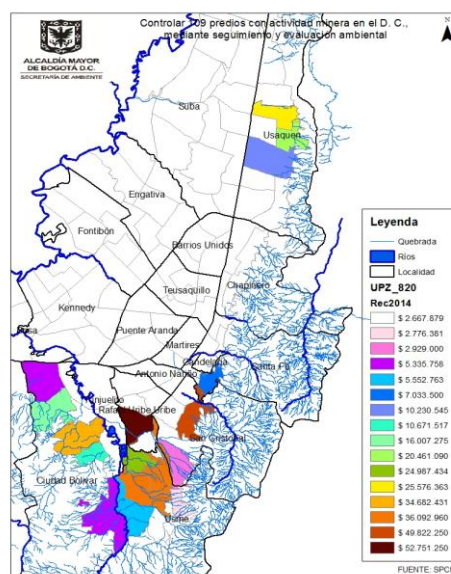 Controlar 109 predios con actividad minera en el D. C.,
mediante seguimiento y evaluación ambiental
N
ALCALDÍA MAYOR
DE BOGOTÁ D.C.
SECRETARÍA DE AMBIENTE
Suba
Usaquén
Engativa
Fontibón
Barrios Unidos
Teusaquillo
Chapinero
Kennedy
Puente Aranda
Martires
Candelaria
Santa Fe
Antonio Nariño
Tunjuelito
Rafael Uribe Uribe
San Cristobal
Ciudad Bolívar
Usme
Leyenda
Quebrada
Ríos
Localidad
UPZ_820
Rec2014
$ 2.667.879
$ 2.776.381
$ 2.929.000
$ 5.335.758
$ 5.552.763
$ 7.033.500
$ 10.230.545
$ 10.671.517
$ 16.007.275
$ 20.461.090
$ 24.987.434
$ 25.576.363
$ 34.682.431
$ 36.092.960
$ 49.822.250
$ 52.751.250